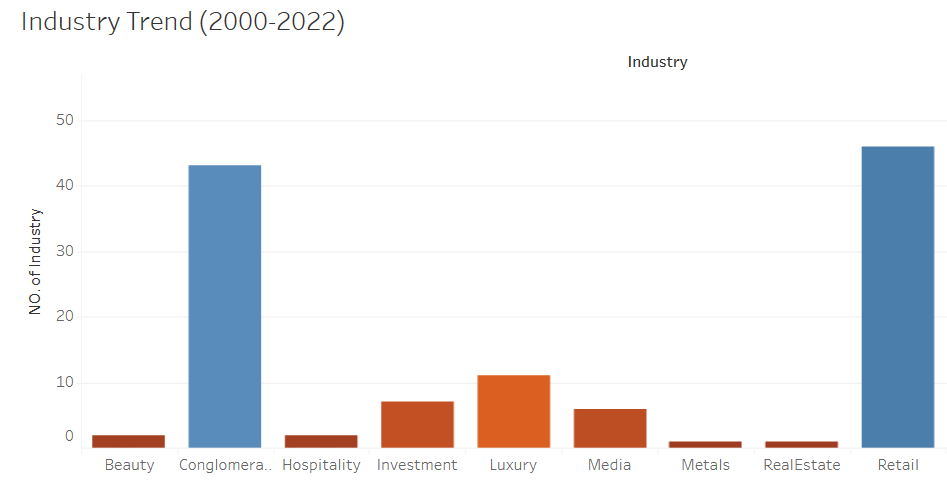 Industry Trend (2000-2022)
Industry
NO. of Industry
50
40
30
20
10
0
Beauty Conglomera.. Hospitality Investment Luxury Media Metals RealEstate Retail